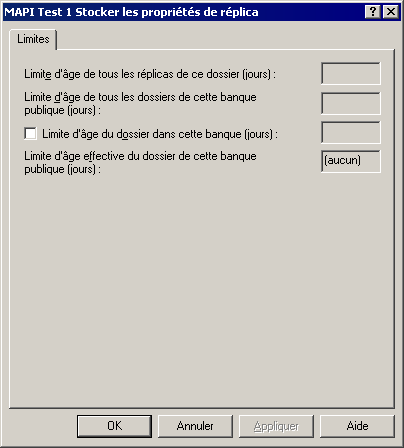 MAPI Test 1 Stocker les propriétés de réplica
Limites
Limite d'âge de tous les réplicas de ce dossier (jours) :
Limite d'âge de tous les dossiers de cette banque
publique (jours) :
Limite d'âge du dossier dans cette banque (jours) :
Limite d'âge effective du dossier de cette banque
publique (jours) :
(aucun)
OK
Annuler
Appliquer
Aide